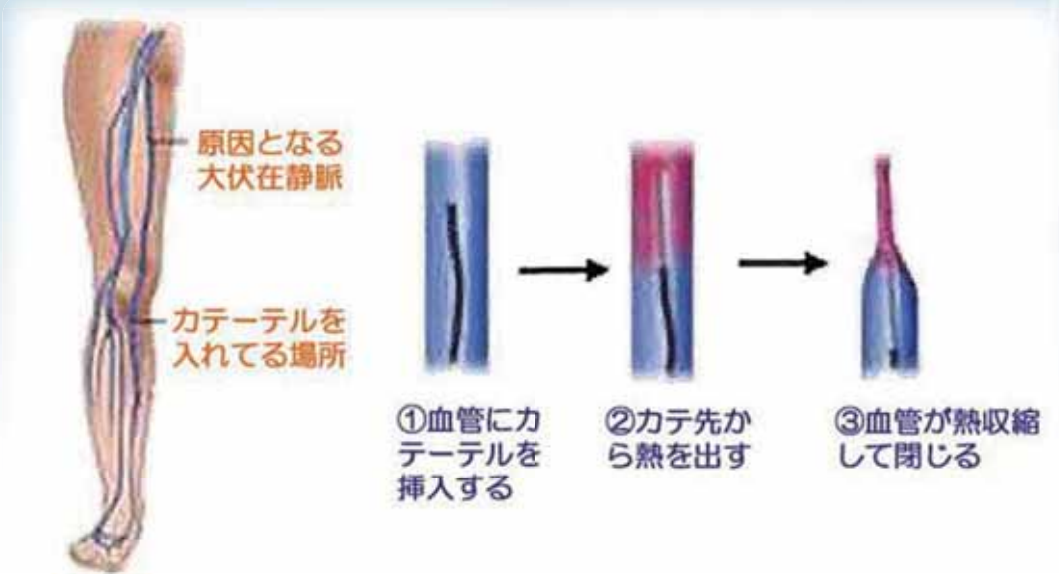 原因となる
大伏在静脈
カテーテルを
入れてる場所
①血管にカ
テーテルを
挿入する
②カテ先か
ら熱を出す
③血管が熱収縮
して閉じる